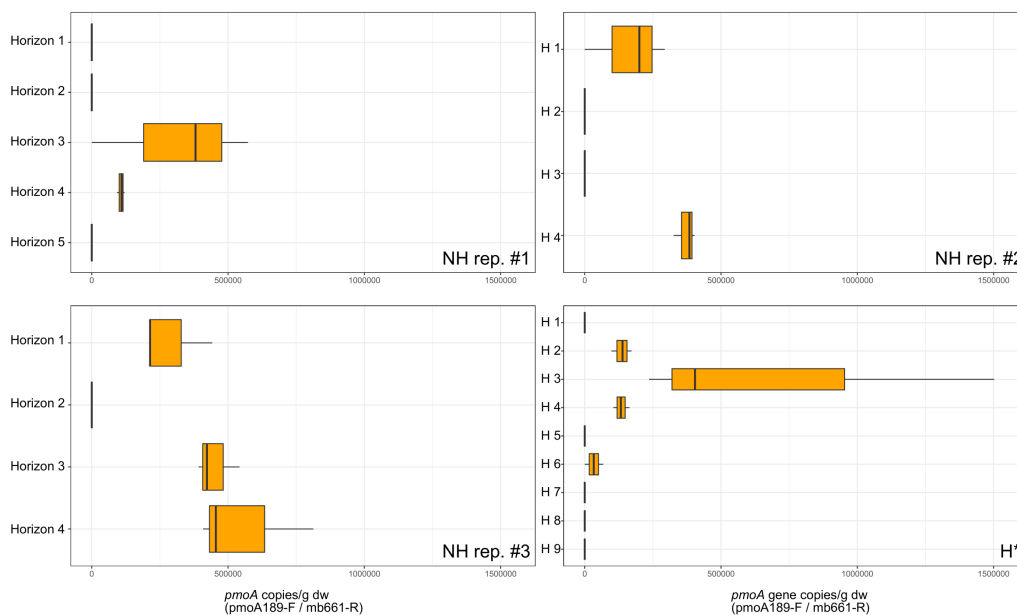 Horizon 1
Horizon 2
Horizon 3
Horizon 4
Horizon 5
NH rep. #1
0 500000 1000000 1500000
H 1
H 2
H 3
H 4
NH rep. #2
0 500000 1000000 1500000
Horizon 1
Horizon 2
Horizon 3
Horizon 4
NH rep. #3
0 500000 1000000 1500000
pmoA copies/g dw
(pmoA189-F / mb661-R)
H 1
H 2
H 3
H 4
H 5
H 6
H 7
H 8
H 9
H*
0 500000 1000000 1500000
pmoA gene copies/g dw
(pmoA189-F / mb661-R)